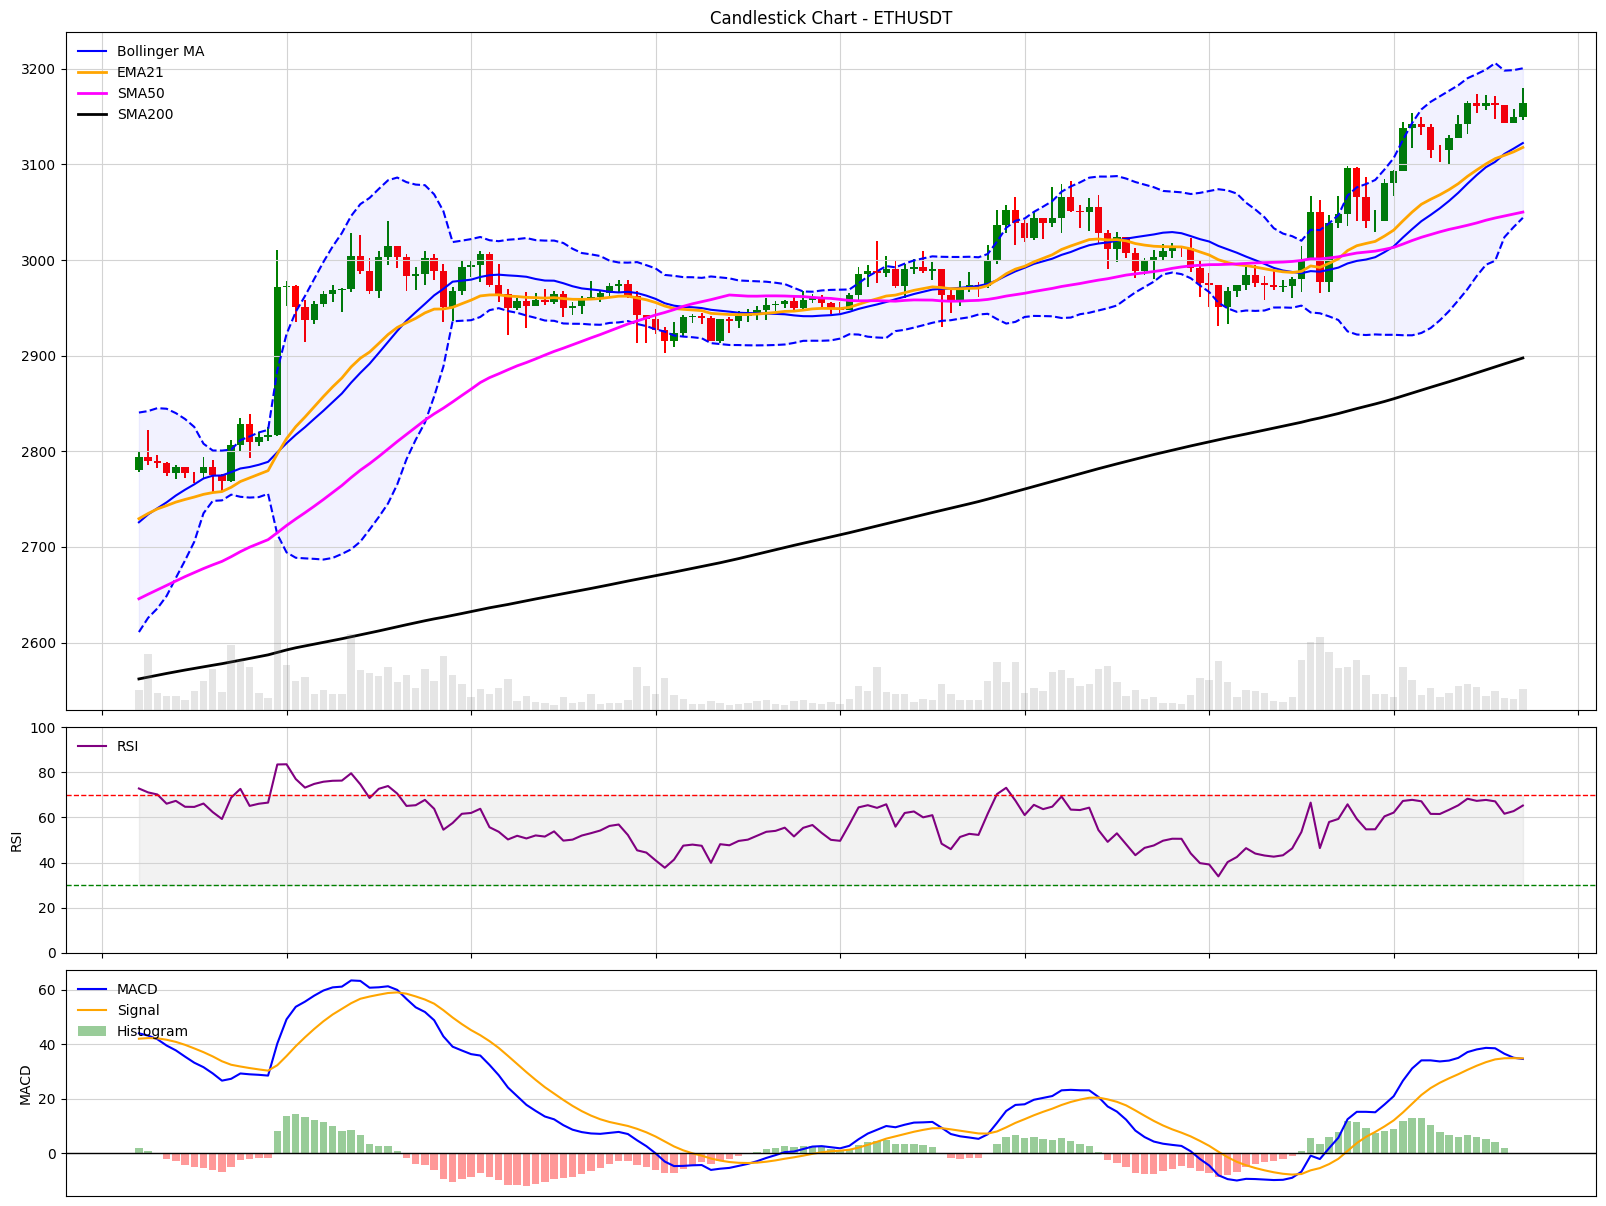 Candlestick Chart - ETHUSDT
Bollinger MA
EMA21
SMA50
SMA200
3200
3100
3000
2900
2800
2700
2600
RSI
100
80
60
40
20
0
RSI
MACD
Signal
Histogram
60
40
20
0
MACD